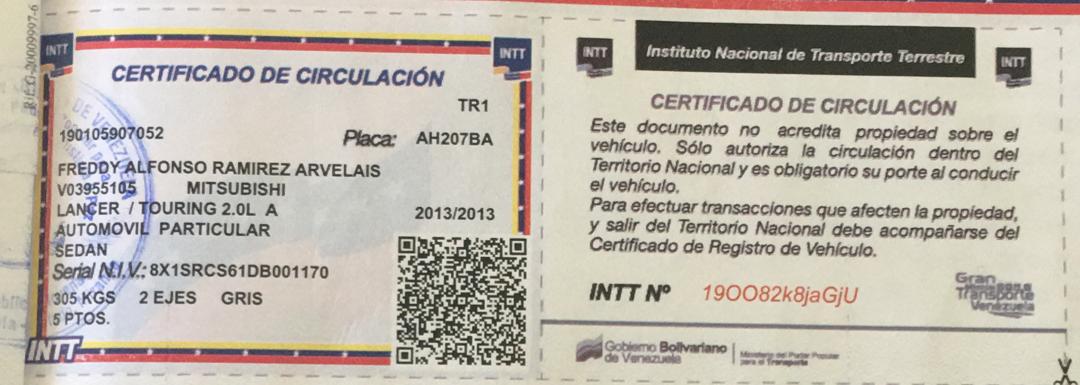 INTT
INTT
CERTIFICADO DE CIRCULACIÓN
TR1
190105907052 Placa: AH207BA
FREDDY ALFONSO RAMIREZ ARVELAIS
V03955105 MITSUBISHI
LANCER / TOURING 2.0L A 2013/2013
AUTOMOVIL PARTICULAR
SEDAN
Serial N.I.V.: 8X1SRCS61DB001170
305 KGS 2 EJES GRIS
5 PTOS.
INTT
INTT
Instituto Nacional de Transporte Terrestre
INTT
CERTIFICADO DE CIRCULACIÓN
Este documento no acredita propiedad sobre el
vehículo. Sólo autoriza la circulación dentro del
Territorio Nacional y es obligatorio su porte al conducir
el vehículo.
Para efectuar transacciones que afecten la propiedad,
y salir del Territorio Nacional debe acompañarse del
Certificado de Registro de Vehículo.
INTT Nº 19OO82k8jaGjU
Gran
Transporte
Venezuela
Gobierno Bolivariano
de Venezuela
Ministerio del Poder Popular
para el Transporte